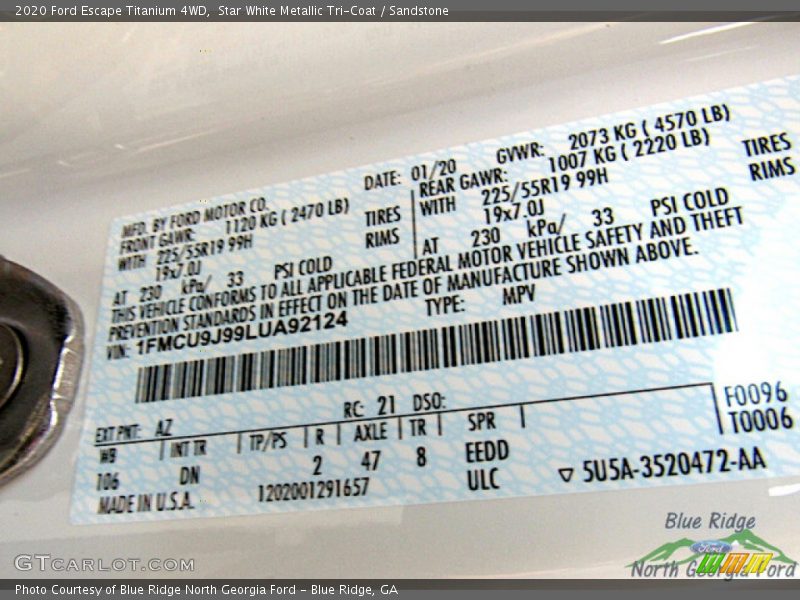 2020 Ford Escape Titanium 4WD, Star White Metallic Tri-Coat / Sandstone
MFD. BY FORD MOTOR CO.
DATE: 01/20
GVWR: 2073 KG ( 4570 LB)
FRONT GAWR: 1120 KG ( 2470 LB)
REAR GAWR: 1007 KG ( 2220 LB)
WITH 225/55R19 99H TIRES
WITH 225/55R19 99H TIRES
19x7.0J RIMS
19x7.0J RIMS
AT 230 kPa/ 33 PSI COLD
AT 230 kPa/ 33 PSI COLD
THIS VEHICLE CONFORMS TO ALL APPLICABLE FEDERAL MOTOR VEHICLE SAFETY AND THEFT
PREVENTION STANDARDS IN EFFECT ON THE DATE OF MANUFACTURE SHOWN ABOVE.
VIN: 1FMCU9J99LUA92124
TYPE: MPV
EXT PNT: AZ RC: 21 DSO:
F0096
T0006
WB INT TR TP/PS R AXLE TR SPR
106 DN 2 47 8 EEDD
MADE IN U.S.A. 1202001291657 ULC
5U5A-3520472-AA
Blue Ridge
Ford
North Georgia Ford
GTCARLOT.COM
Photo Courtesy of Blue Ridge North Georgia Ford - Blue Ridge, GA